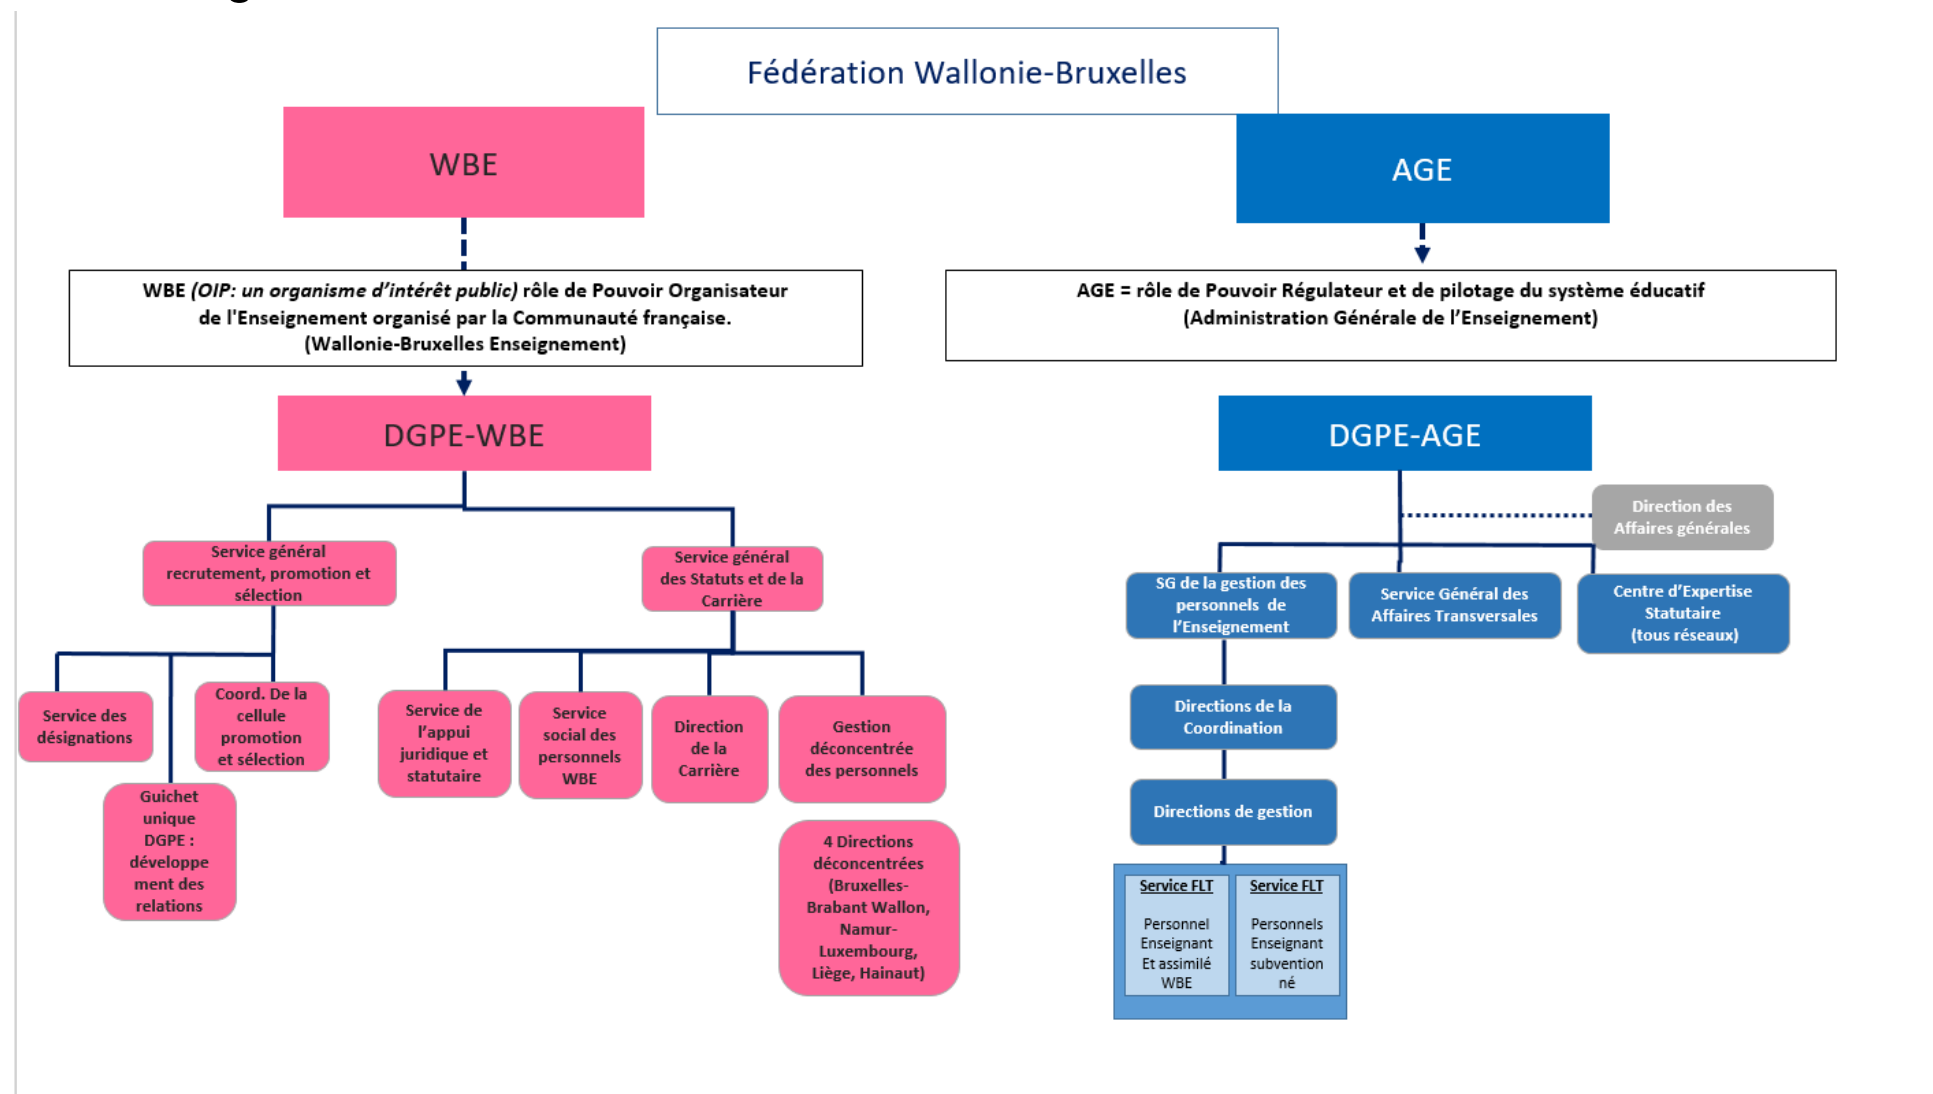 Fédération Wallonie-Bruxelles
WBE
AGE
WBE (OIP: un organisme d’intérêt public) rôle de Pouvoir Organisateur
de l'Enseignement organisé par la Communauté française.
(Wallonie-Bruxelles Enseignement)
AGE = rôle de Pouvoir Régulateur et de pilotage du système éducatif
(Administration Générale de l’Enseignement)
DGPE-WBE
DGPE-AGE
Direction des
Affaires générales
Service général
recrutement, promotion et
sélection
Service général
des Statuts et de la
Carrière
SG de la gestion des
personnels de
l’Enseignement
Service Général des
Affaires Transversales
Centre d’Expertise
Statutaire
(tous réseaux)
Service des
désignations
Coord. De la
cellule
promotion
et sélection
Guichet
unique
DGPE :
développe
ment des
relations
Service de
l’appui
juridique et
statutaire
Service
social des
personnels
WBE
Direction
de la
Carrière
Gestion
déconcentrée
des personnels
4 Directions
déconcentrées
(Bruxelles-
Brabant Wallon,
Namur-
Luxembourg,
Liège, Hainaut)
Directions de la
Coordination
Directions de gestion
Service FLT
Personnel
Enseignant
Et assimilé
WBE
Service FLT
Personnels
Enseignant
subvention
né